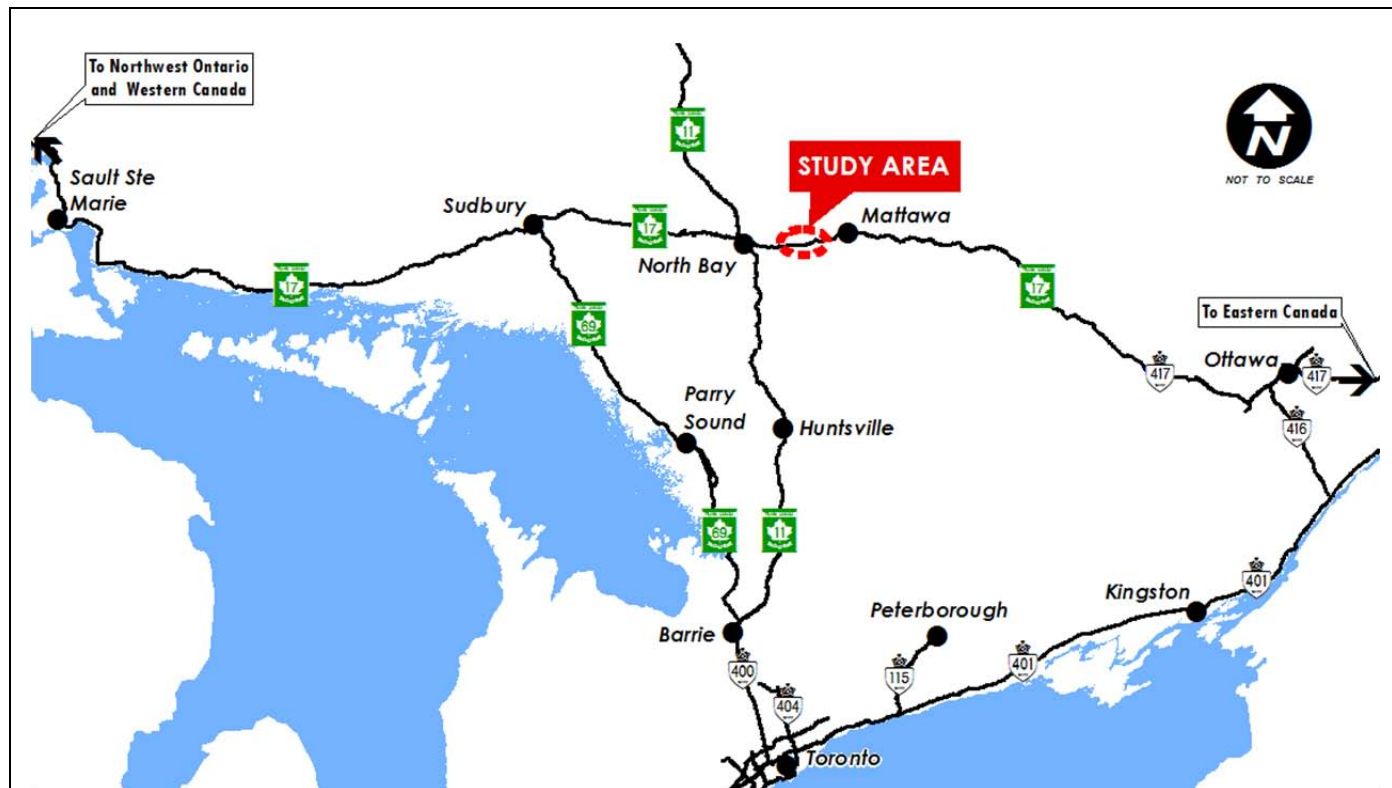 To Northwest Ontario
and Western Canada
11
N
NOT TO SCALE
STUDY AREA
Sault Ste
Marie
Sudbury
17
North Bay
Mattawa
17
17
To Eastern Canada
69
Ottawa
417
417
Parry
Sound
Huntsville
416
69
11
401
Kingston
Peterborough
Barrie
400
115
401
404
Toronto